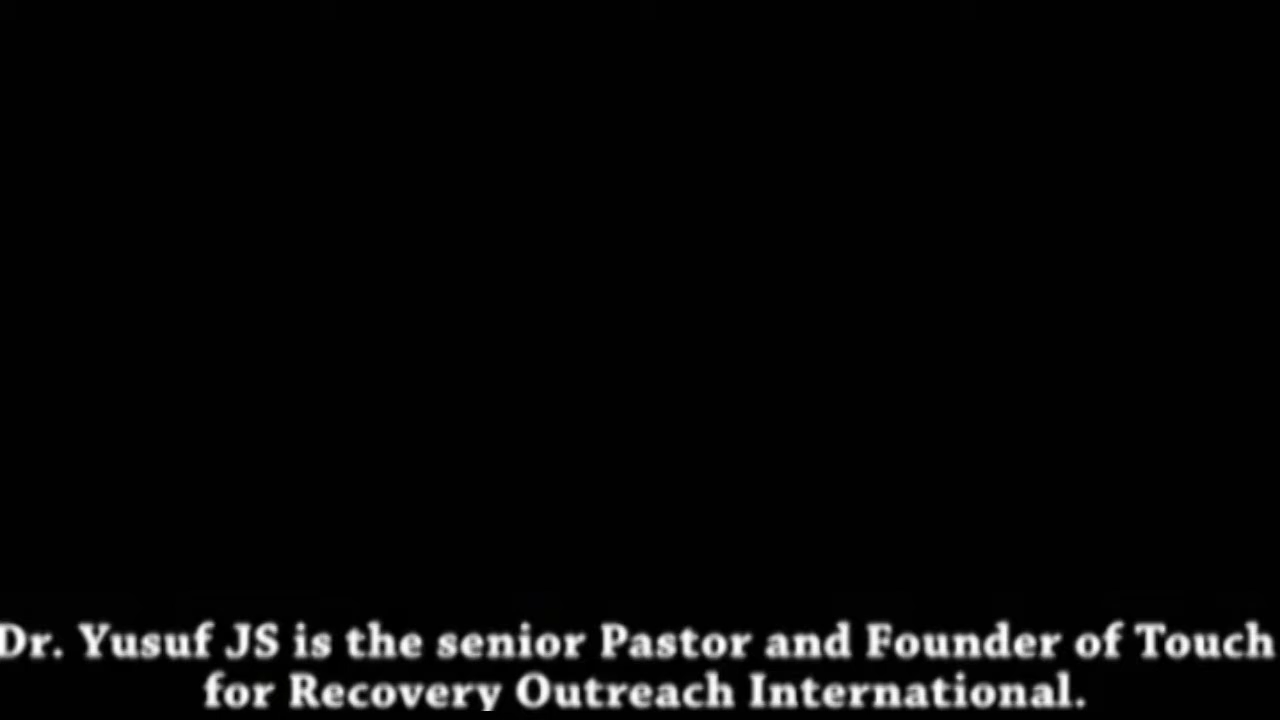 Dr. Yusuf JS is the senior Pastor and Founder of Touch
for Recovery Outreach International.